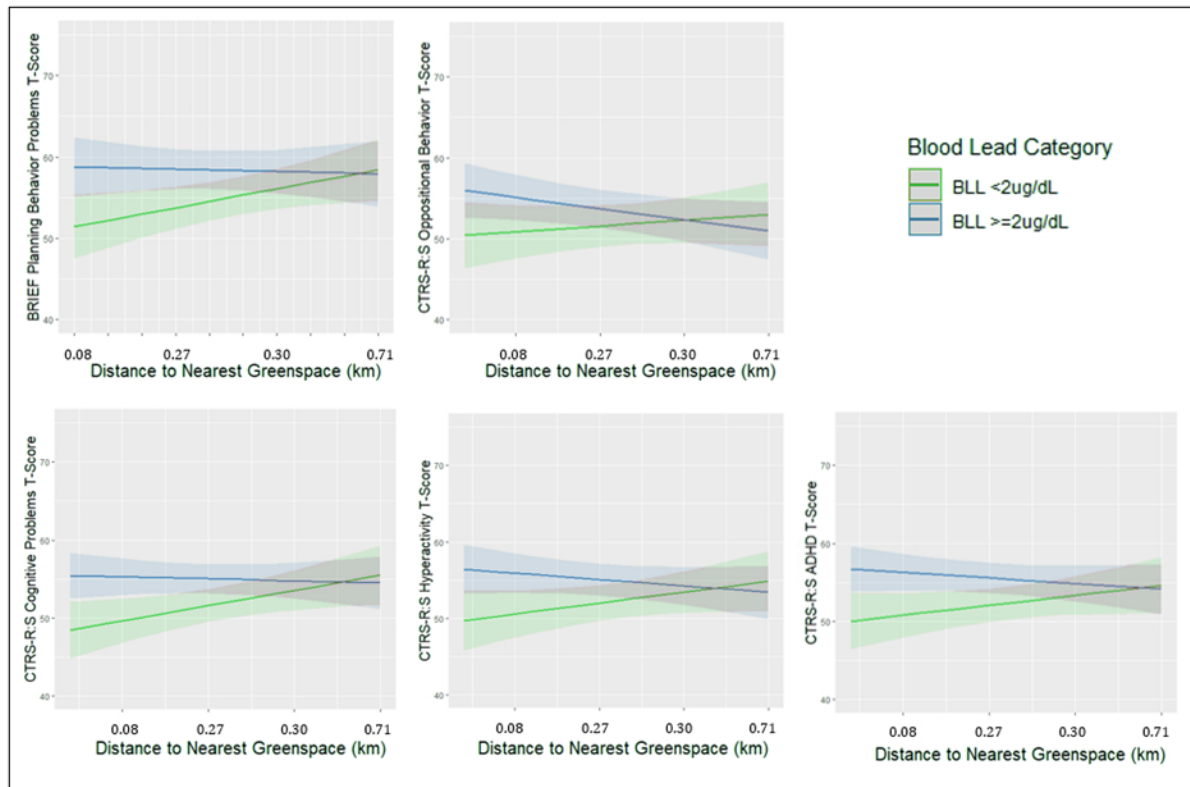 BRIEF Planning Behavior Problems T-Score
70
60
50
40
0.08 0.27 0.30 0.71
Distance to Nearest Greenspace (km)
CTRS-R:S Oppositional Behavior T-Score
70
60
50
40
0.08 0.27 0.30 0.71
Distance to Nearest Greenspace (km)
Blood Lead Category
BLL <2ug/dL
BLL >=2ug/dL
CTRS-R:S Cognitive Problems T-Score
70
60
50
40
0.08 0.27 0.30 0.71
Distance to Nearest Greenspace (km)
CTRS-R:S Hyperactivity T-Score
70
60
50
40
0.08 0.27 0.30 0.71
Distance to Nearest Greenspace (km)
CTRS-R:S ADHD T-Score
70
60
50
40
0.08 0.27 0.30 0.71
Distance to Nearest Greenspace (km)